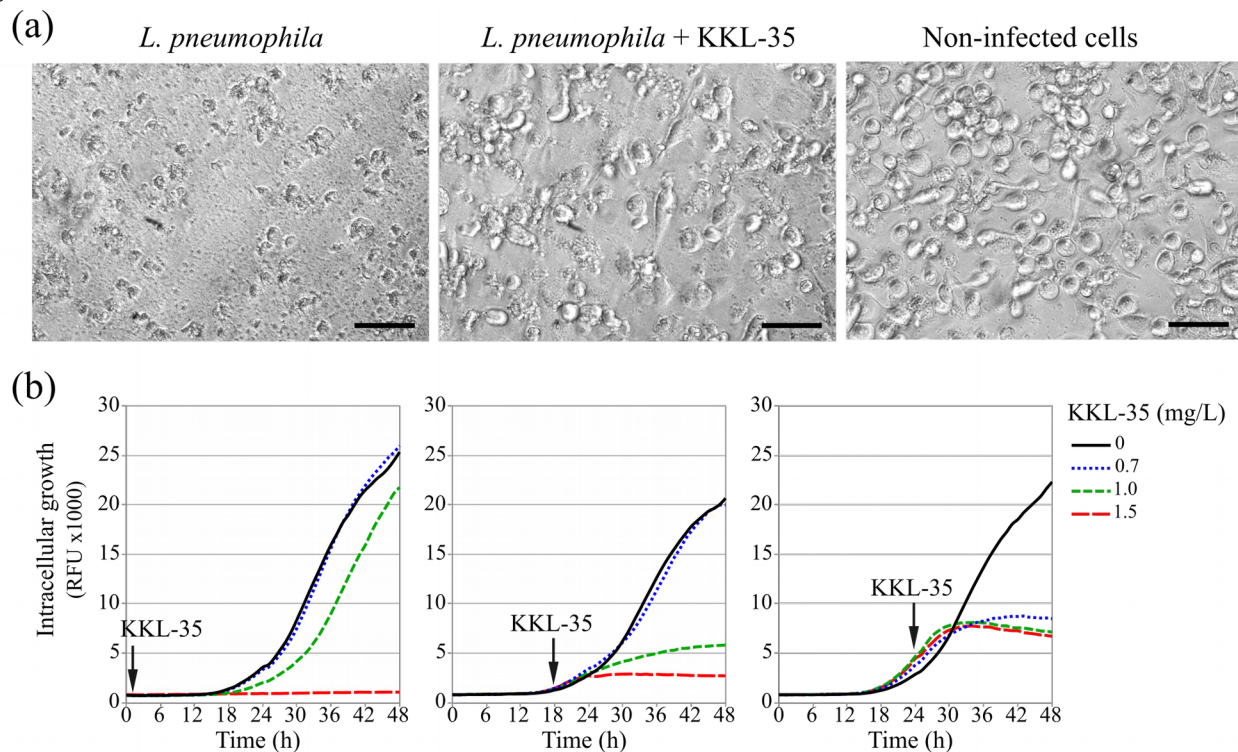 (a)
L. pneumophila
L. pneumophila + KKL-35
Non-infected cells
(b)
Intracellular growth
(RFU x1000)
30
25
20
15
10
5
0
KKL-35
0 6 12 18 24 30 36 42 48
Time (h)
30
25
20
15
10
5
0
KKL-35
0 6 12 18 24 30 36 42 48
Time (h)
30
25
20
15
10
5
0
KKL-35
0 6 12 18 24 30 36 42 48
Time (h)
KKL-35 (mg/L)
0
0.7
1.0
1.5